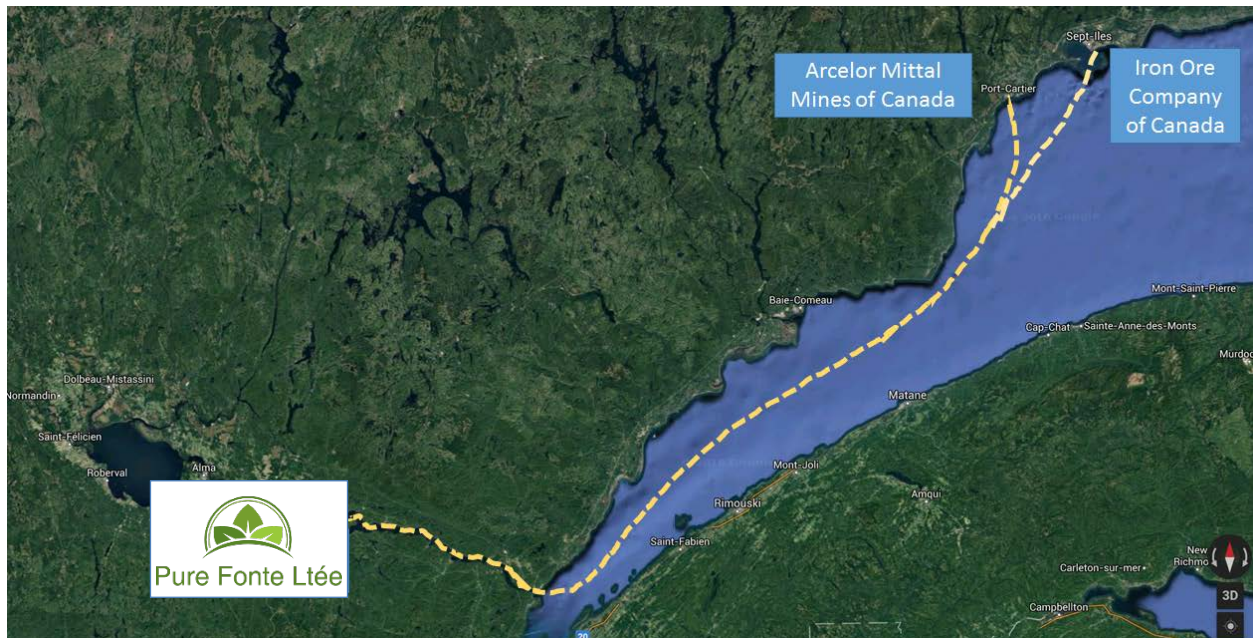 Sept-Iles
Arcelor Mittal
Mines of Canada
Iron Ore
Company
of Canada
Port-Cartier
Baie-Comeau
Mont-Saint-Pierre
Cap-Chat
Sainte-Anne-des-Monts
Murdoc
Dolbeau-Mistassini
Normandin
Matane
Saint-Félicien
Roberval
Alma
Mont-Joli
Amqui
Rimouski
Saint-Fabien
Pure Fonte Ltée
New
Richmo
Carleton-sur-mer
3D
Campbellton
20